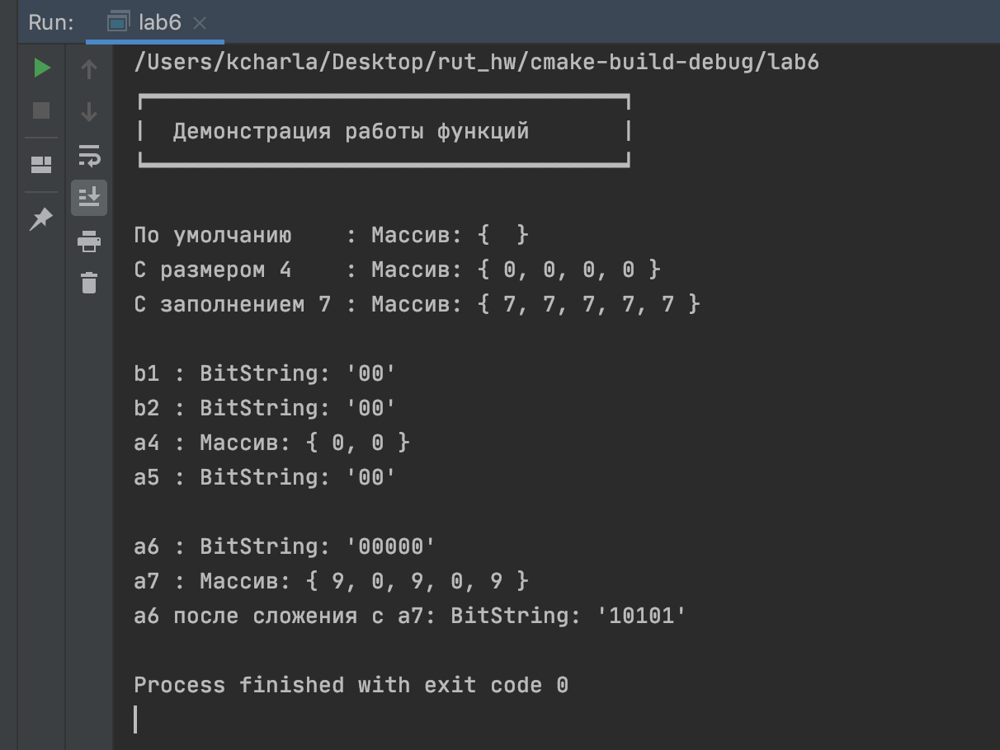 Run: lab6
/Users/kcharla/Desktop/rut_hw/cmake-build-debug/lab6
| Демонстрация работы функций |
По умолчанию    : Массив: {  }
С размером 4    : Массив: { 0, 0, 0, 0 }
С заполнением 7 : Массив: { 7, 7, 7, 7, 7 }
b1 : BitString: '00'
b2 : BitString: '00'
a4 : Массив: { 0, 0 }
a5 : BitString: '00'
a6 : BitString: '00000'
a7 : Массив: { 9, 0, 9, 0, 9 }
a6 после сложения с a7: BitString: '10101'
Process finished with exit code 0